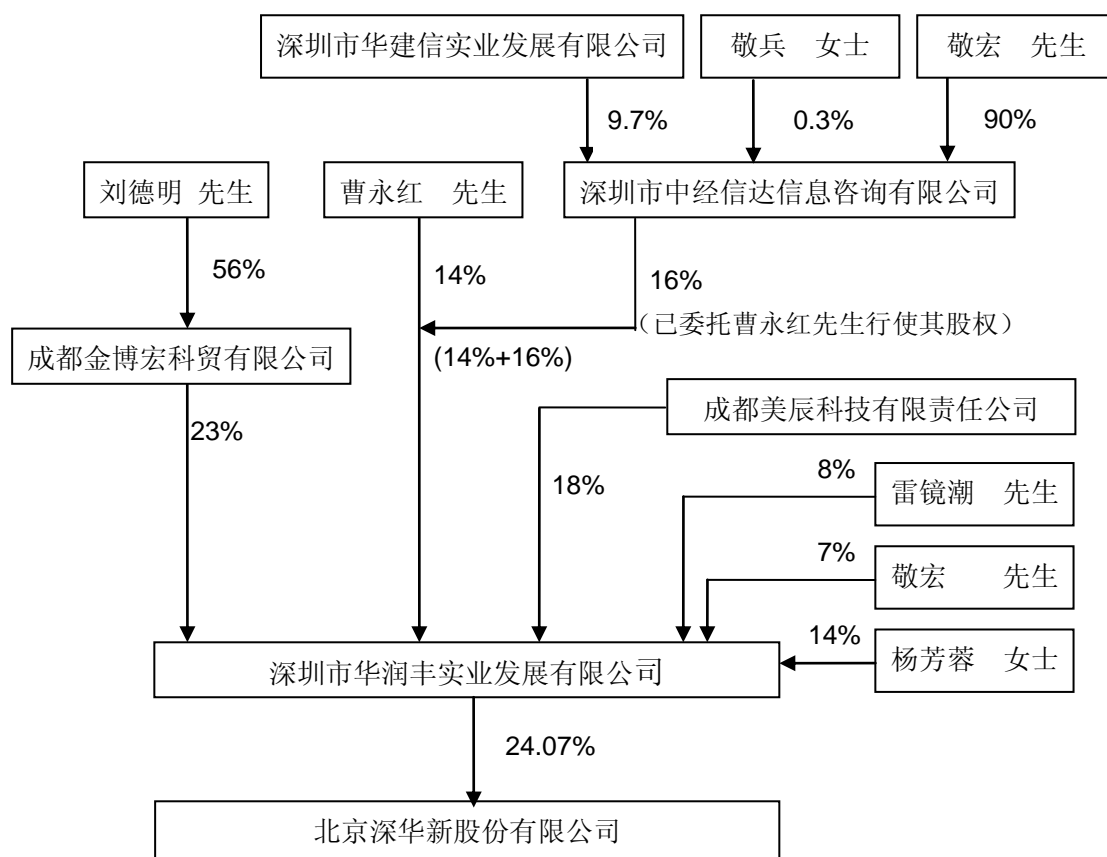 深圳市华建信实业发展有限公司
敬兵　女士
敬宏　先生
9.7%
0.3%
90%
刘德明 先生
曹永红　先生
深圳市中经信达信息咨询有限公司
56%
14%
16%
（已委托曹永红先生行使其股权）
成都金博宏科贸有限公司
(14%+16%)
成都美辰科技有限责任公司
23%
18%
8%
雷镜潮　先生
7%
敬宏　　先生
14%
杨芳蓉　女士
深圳市华润丰实业发展有限公司
24.07%
北京深华新股份有限公司